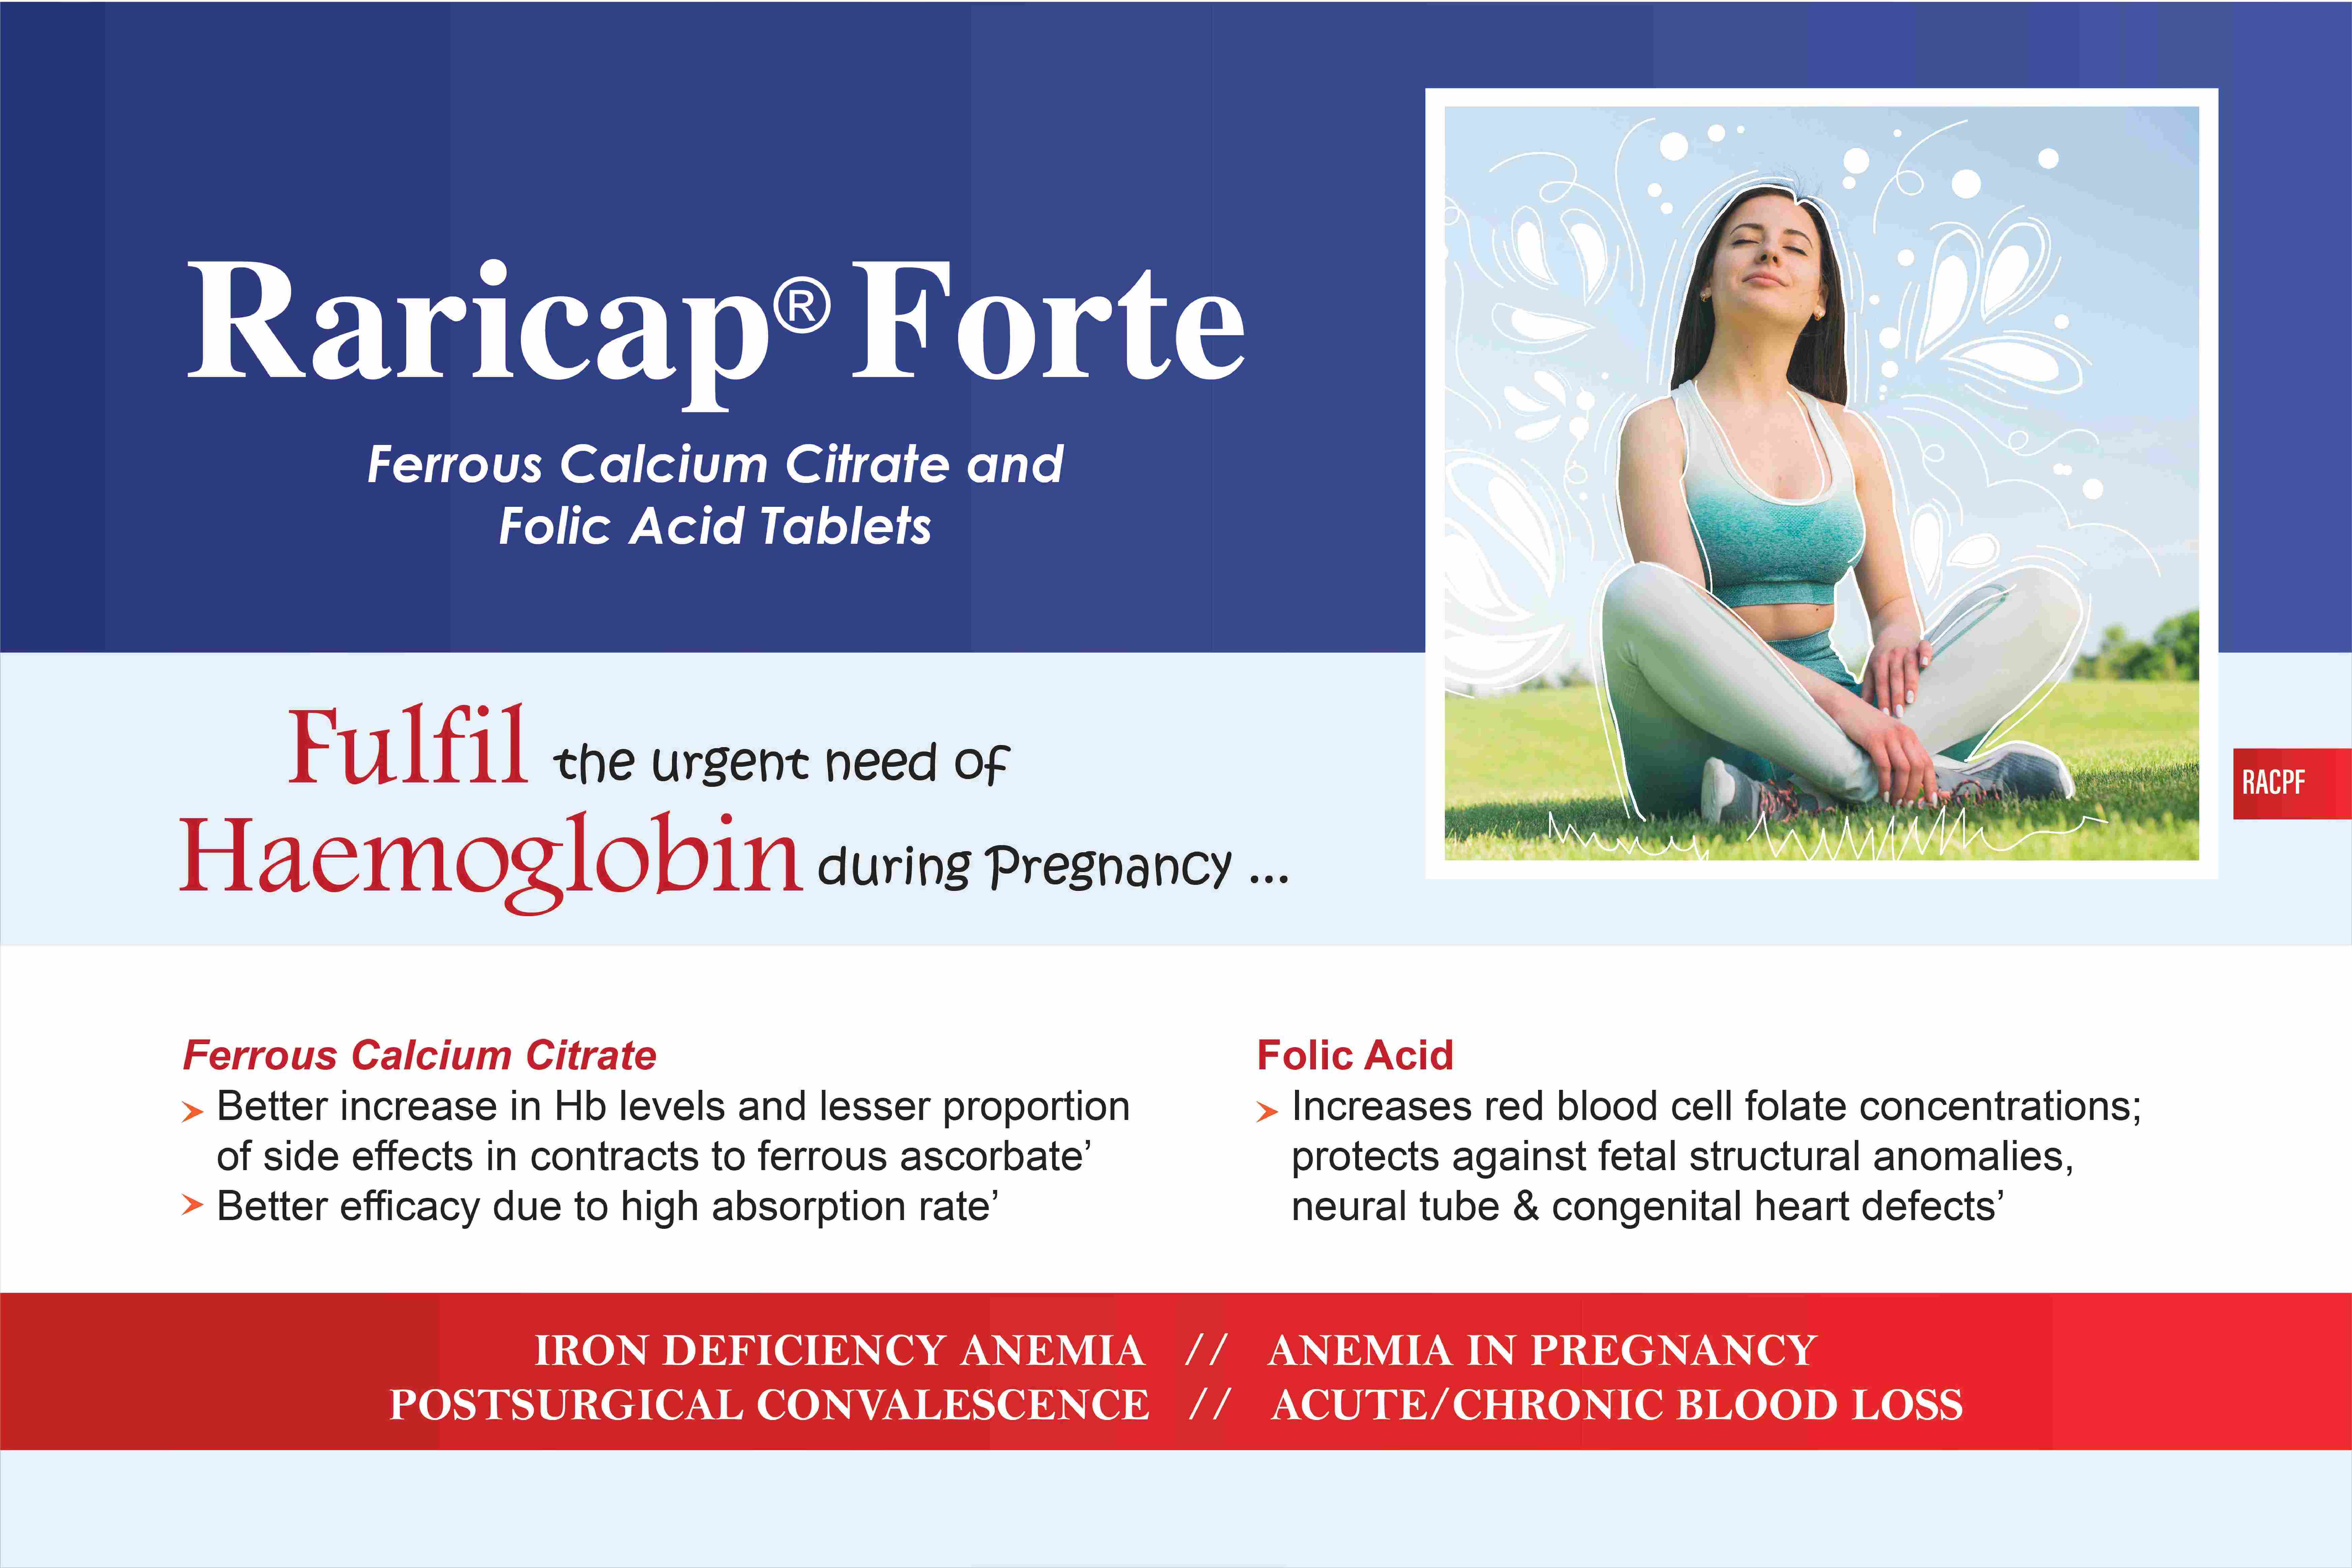 Raricap® Forte
Ferrous Calcium Citrate and
Folic Acid Tablets
Fulfil the urgent need of
Haemoglobin during Pregnancy ...
RACPF
Ferrous Calcium Citrate
➤ Better increase in Hb levels and lesser proportion
of side effects in contracts to ferrous ascorbate’
➤ Better efficacy due to high absorption rate’
Folic Acid
➤ Increases red blood cell folate concentrations;
protects against fetal structural anomalies,
neural tube & congenital heart defects’
IRON DEFICIENCY ANEMIA // ANEMIA IN PREGNANCY
POSTSURGICAL CONVALESCENCE // ACUTE/CHRONIC BLOOD LOSS